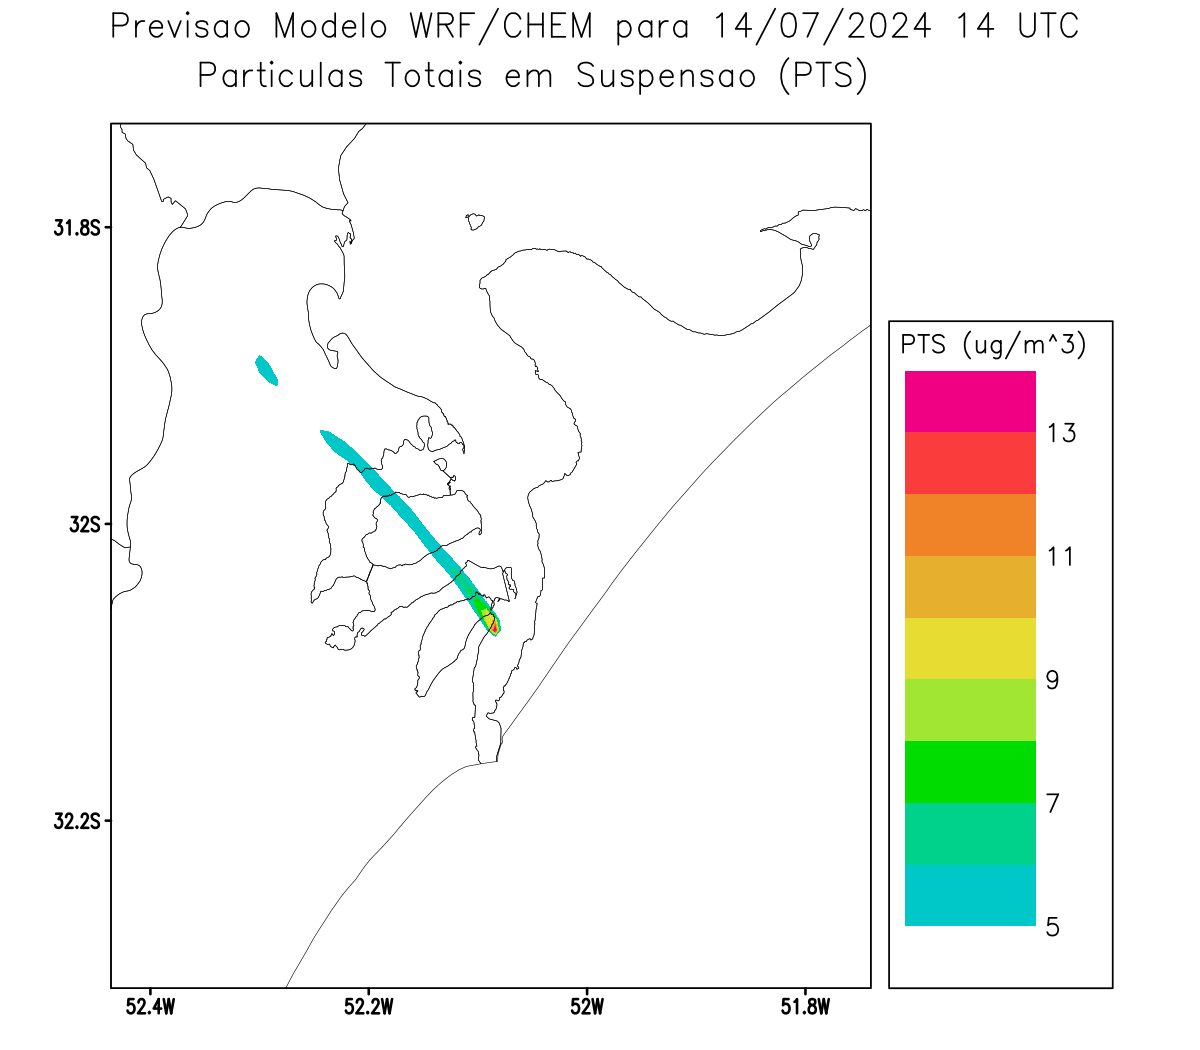 Previsao Modelo WRF/CHEM para 14/07/2024 14 UTC
Particulas Totais em Suspensao (PTS)
31.8S
32S
32.2S
52.4W
52.2W
52W
51.8W
PTS (ug/m^3)
13
11
9
7
5